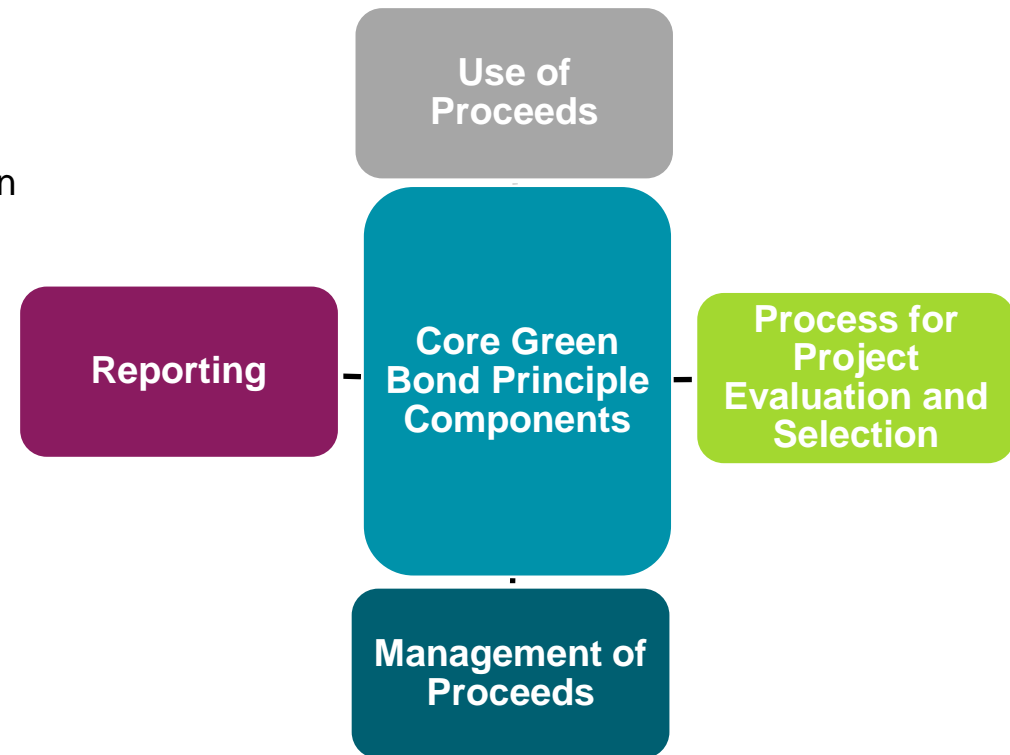 Use of
Proceeds
n
Reporting
Core Green
Bond Principle
Components
Process for
Project
Evaluation and
Selection
Management of
Proceeds